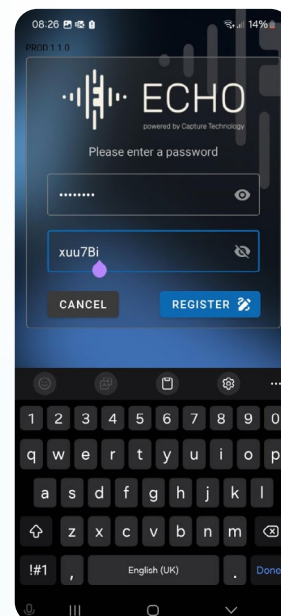 08:26 14%
PROD 1.1.0
ECHO
powered by Capture Technology
Please enter a password
••••••••
xuu7Bi
CANCEL REGISTER
1 2 3 4 5 6 7 8 9 0
q w e r t y u i o p
a s d f g h j k l
z x c v b n m
!#1 , English (UK) . Done